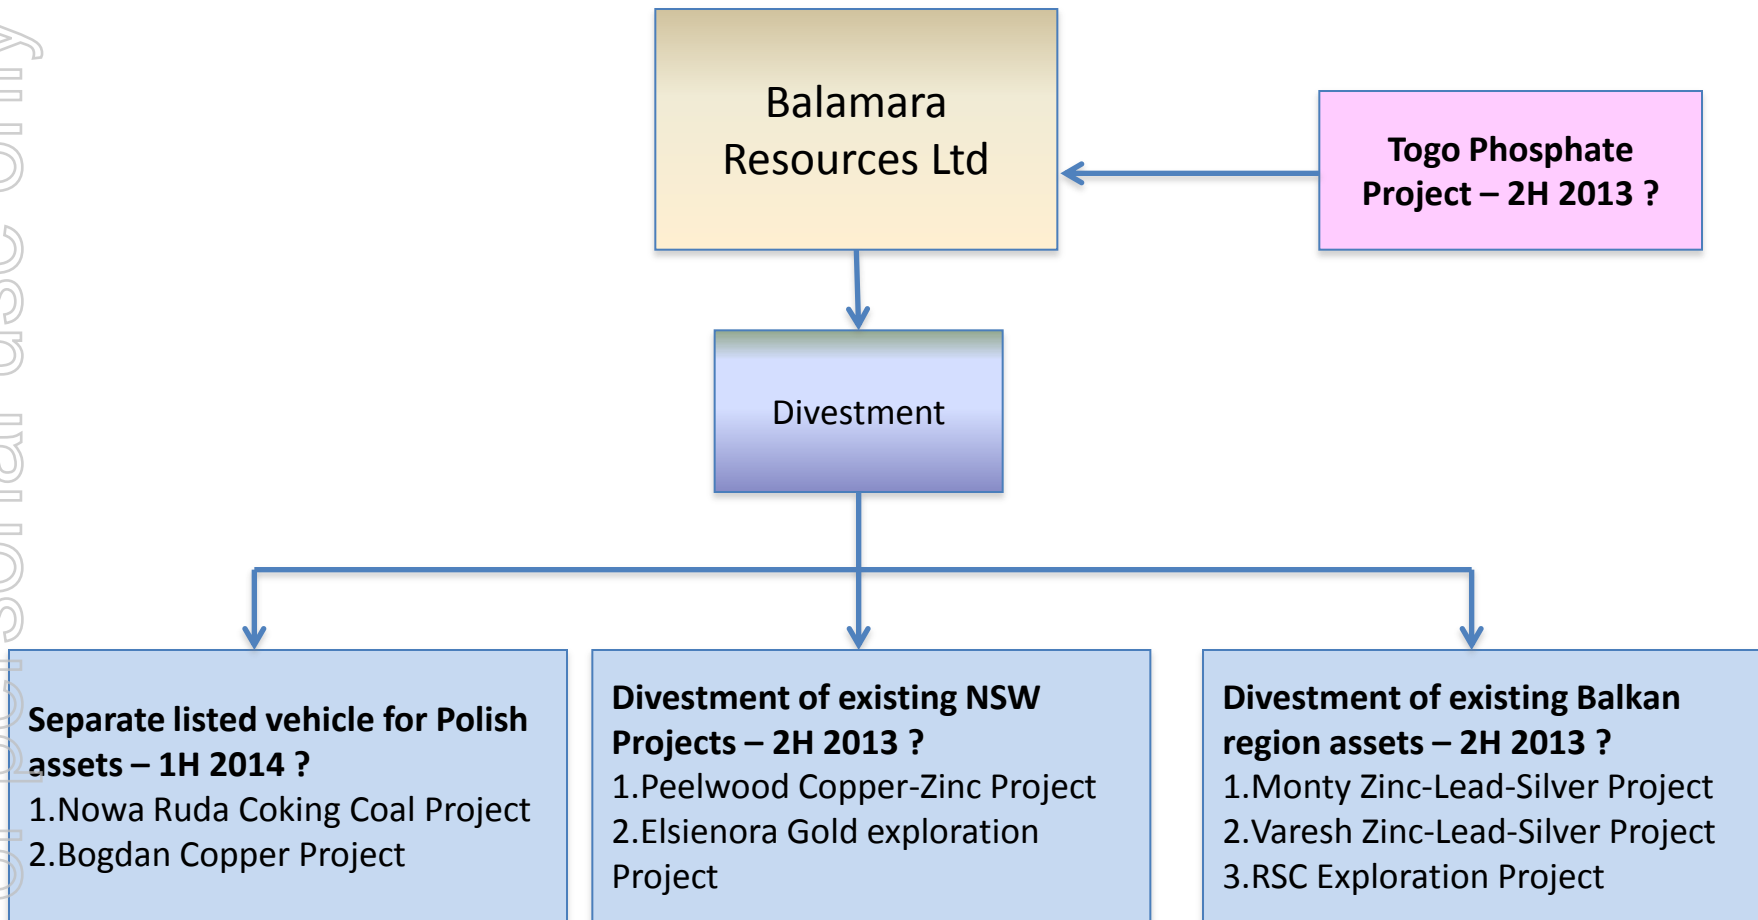 Balamara
Resources Ltd
Togo Phosphate
Project – 2H 2013 ?
Divestment
Separate listed vehicle for Polish
assets – 1H 2014 ?
1.Nowa Ruda Coking Coal Project
2.Bogdan Copper Project
Divestment of existing NSW
Projects – 2H 2013 ?
1.Peelwood Copper-Zinc Project
2.Elsienora Gold exploration
Project
Divestment of existing Balkan
region assets – 2H 2013 ?
1.Monty Zinc-Lead-Silver Project
2.Varesh Zinc-Lead-Silver Project
3.RSC Exploration Project
personal use only